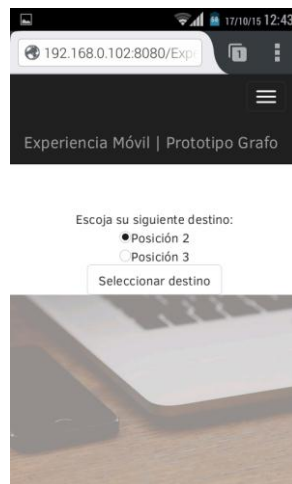 17/10/15 12:43
192.168.0.102:8080/Exp
1
Experiencia Móvil | Prototipo Grafo
Escoja su siguiente destino:
Posición 2
Posición 3
Seleccionar destino